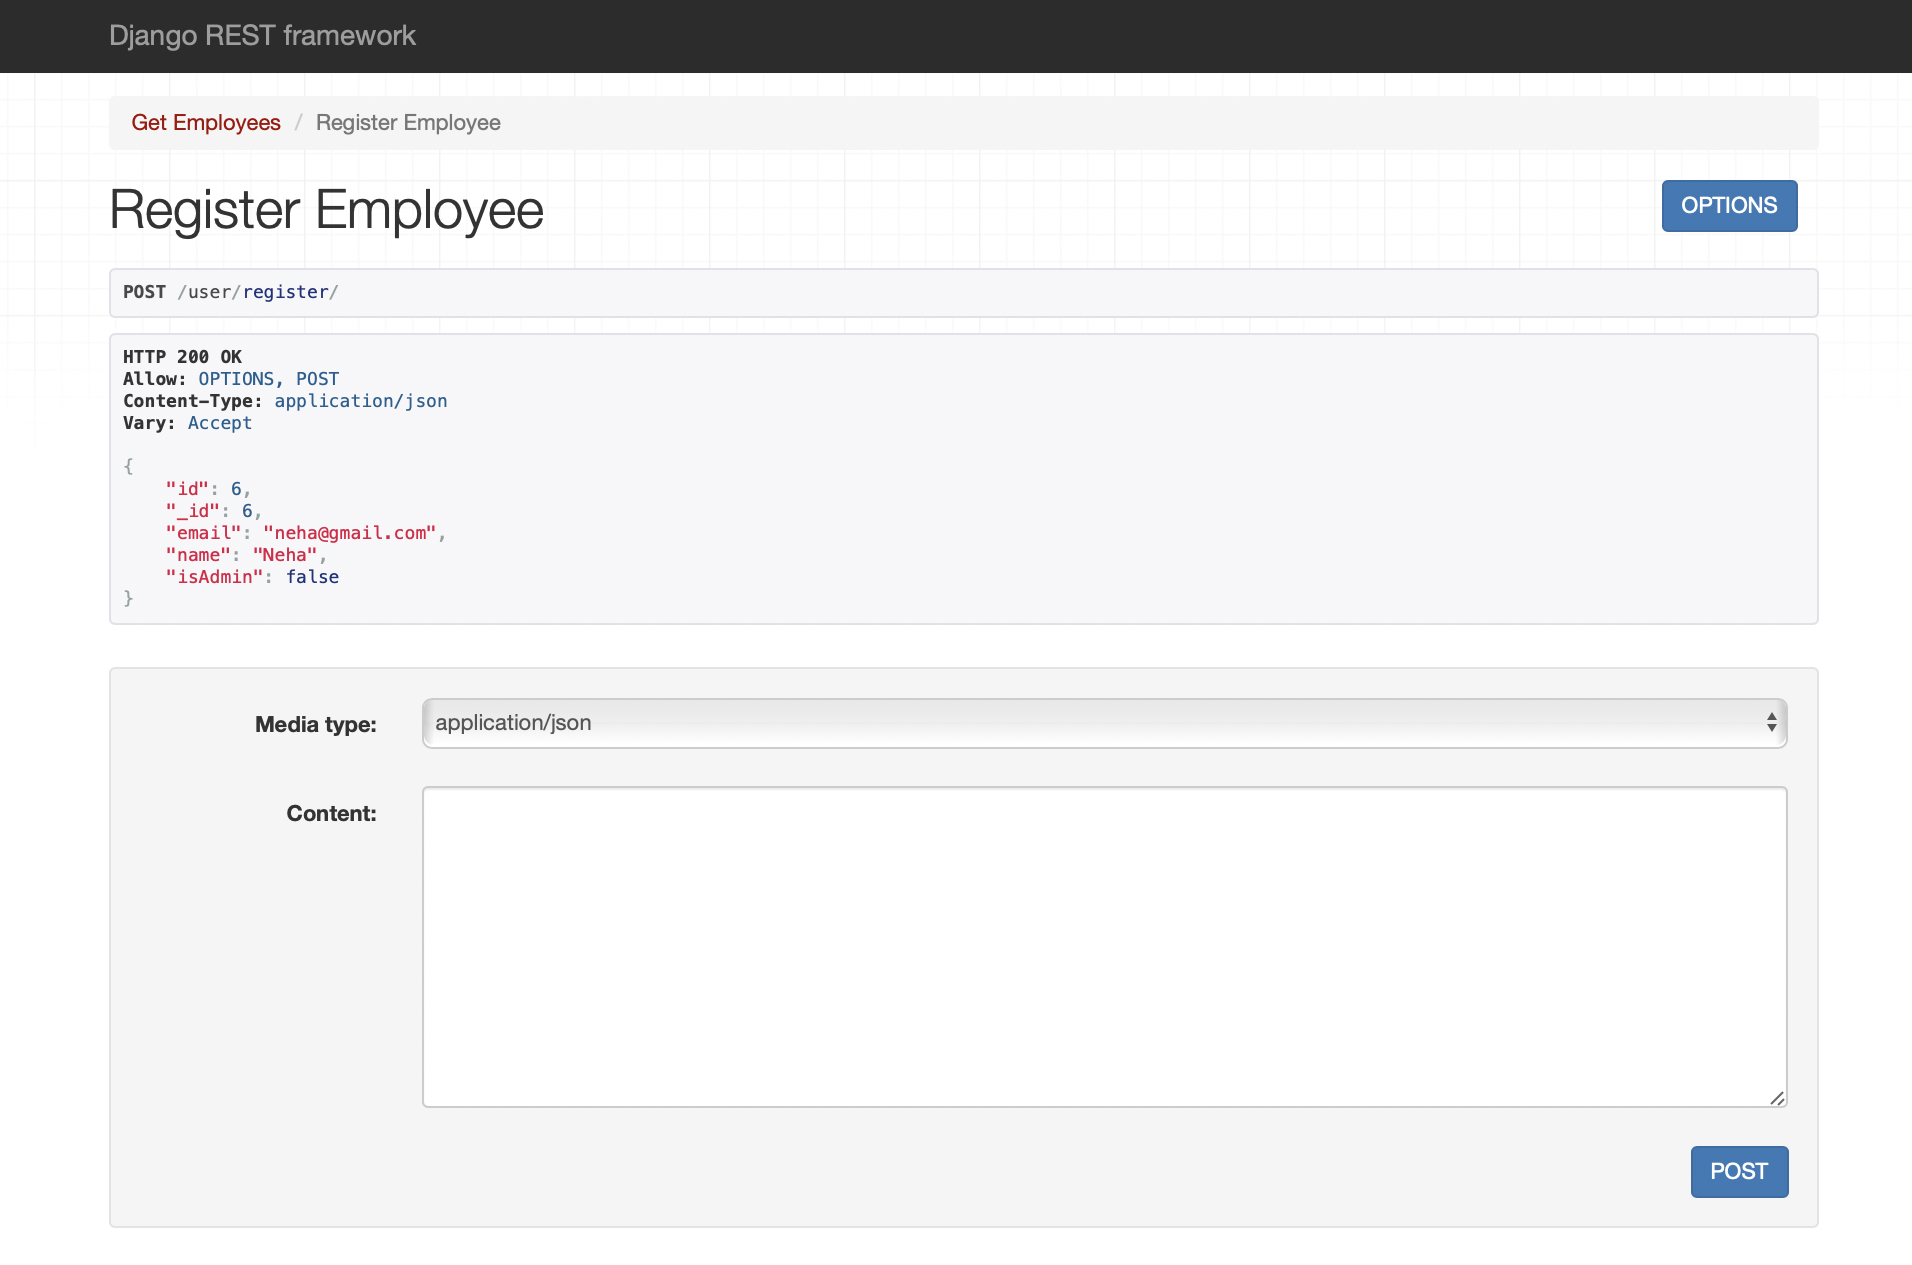 Django REST framework
Get Employees / Register Employee
Register Employee
OPTIONS
POST /user/register/
HTTP 200 OK
Allow: OPTIONS, POST
Content-Type: application/json
Vary: Accept
{
    "id": 6,
    "_id": 6,
    "email": "neha@gmail.com",
    "name": "Neha",
    "isAdmin": false
}
Media type:
application/json
Content:
POST